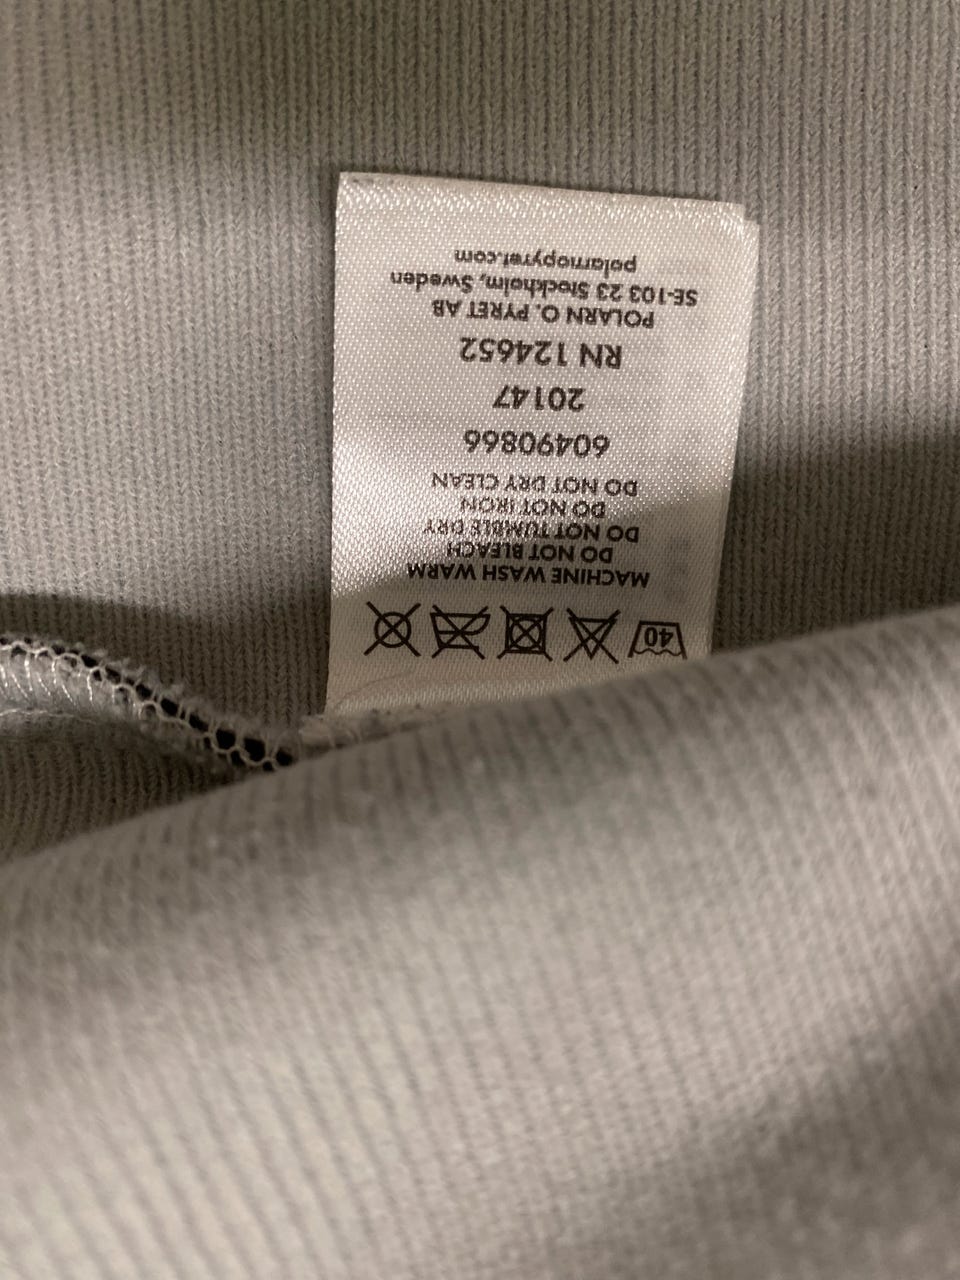 40
MACHINE WASH WARM
DO NOT BLEACH
DO NOT TUMBLE DRY
DO NOT IRON
DO NOT DRY CLEAN
60490866
20147
RN 124652
POLARN O. PYRET AB
SE-103 23 Stockholm, Sweden
polarnopyret.com